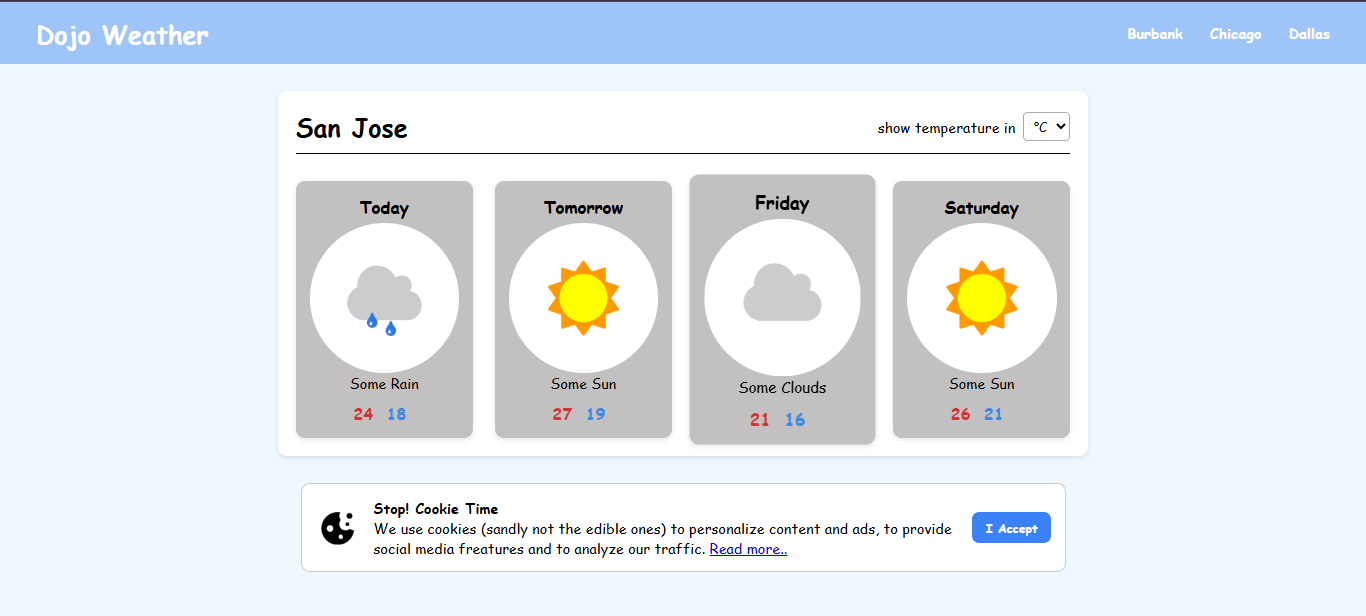 Dojo Weather
Burbank Chicago Dallas
San Jose
show temperature in °C
Today
Some Rain
24 18
Tomorrow
Some Sun
27 19
Friday
Some Clouds
21 16
Saturday
Some Sun
26 21
Stop! Cookie Time
We use cookies (sandly not the edible ones) to personalize content and ads, to provide
social media freatures and to analyze our traffic. Read more..
I Accept